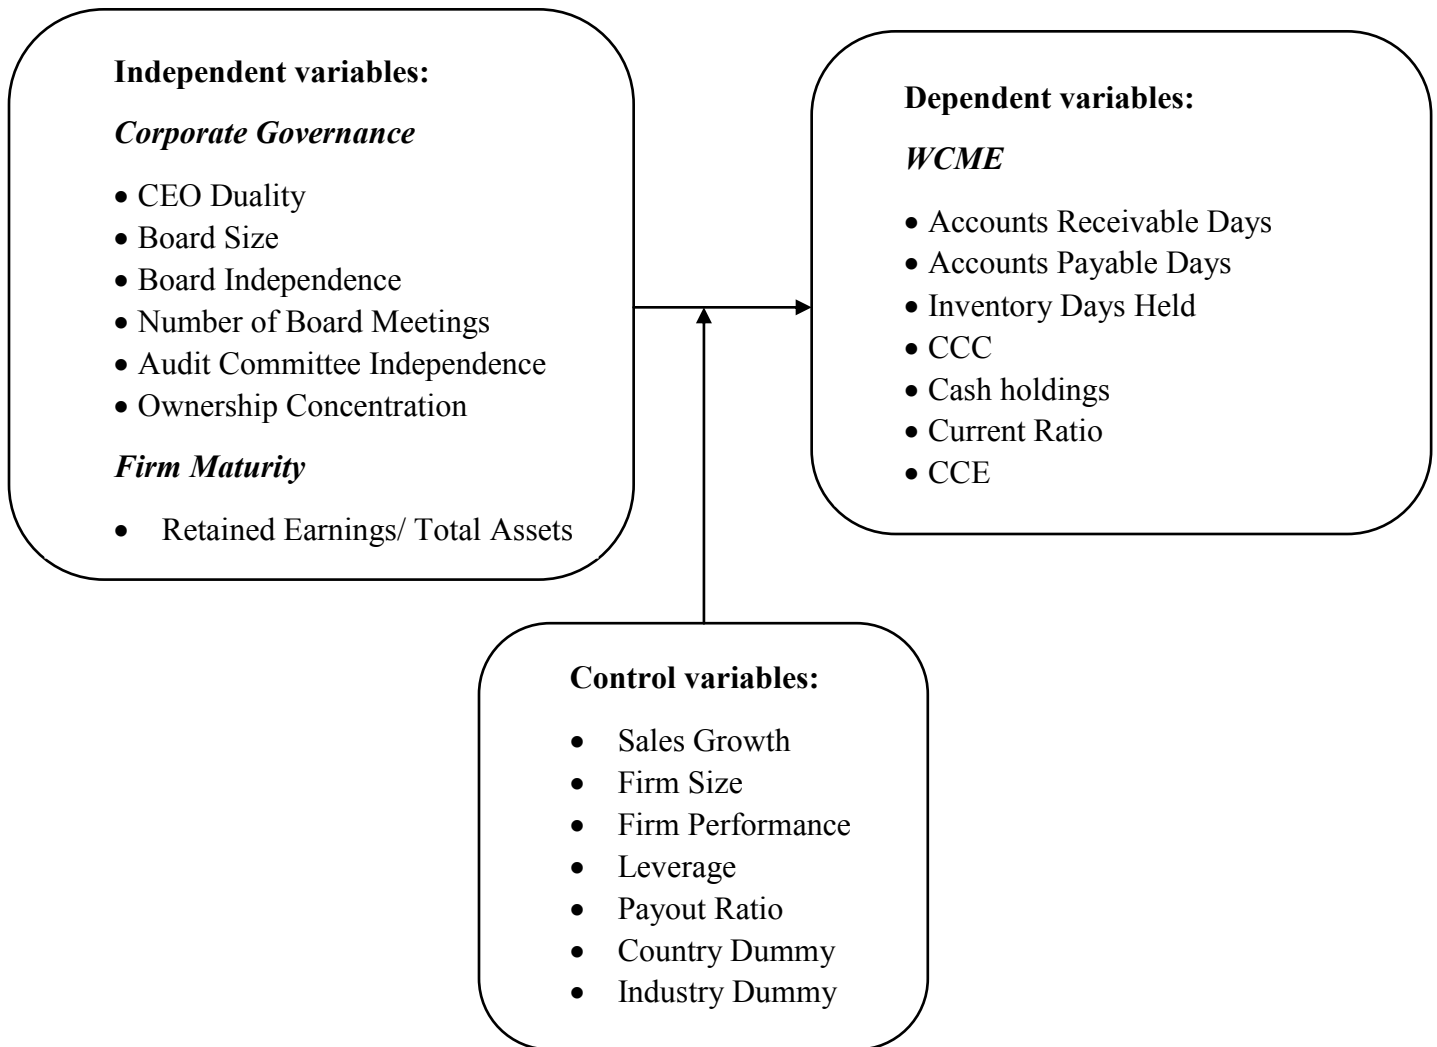 Independent variables:
Corporate Governance
• CEO Duality
• Board Size
• Board Independence
• Number of Board Meetings
• Audit Committee Independence
• Ownership Concentration
Firm Maturity
• Retained Earnings/ Total Assets
Dependent variables:
WCME
• Accounts Receivable Days
• Accounts Payable Days
• Inventory Days Held
• CCC
• Cash holdings
• Current Ratio
• CCE
Control variables:
• Sales Growth
• Firm Size
• Firm Performance
• Leverage
• Payout Ratio
• Country Dummy
• Industry Dummy